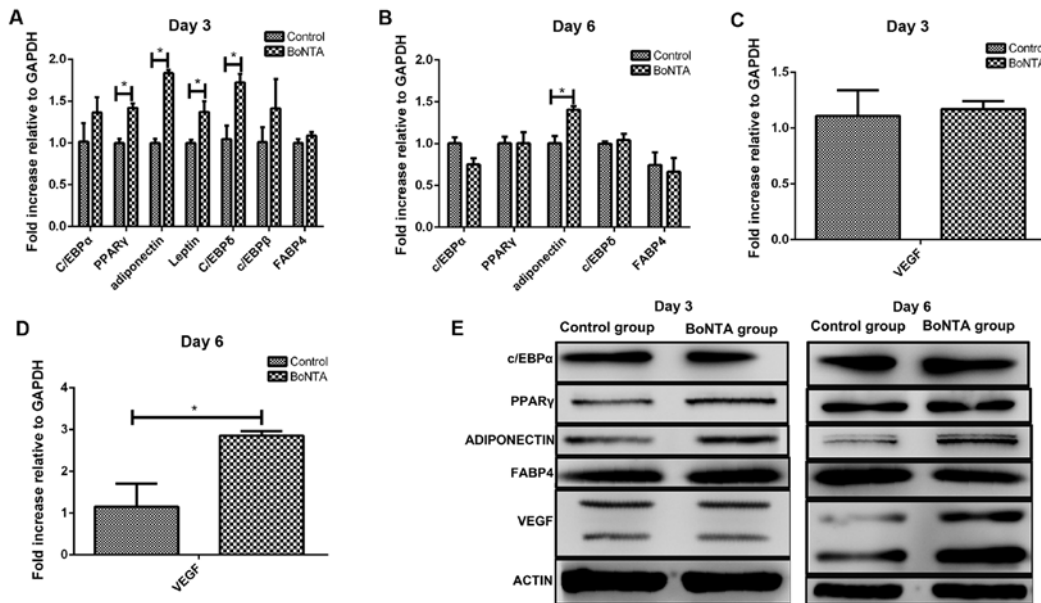 A
Day 3
Control
BoNTA
Fold increase relative to GAPDH
2.0
1.5
1.0
0.5
0.0
*
*
*
*
C/EBPα
PPARγ
adiponectin
Leptin
C/EBPδ
c/EBPβ
FABP4
B
Day 6
Control
BoNTA
Fold increase relative to GAPDH
2.0
1.5
1.0
0.5
0.0
*
c/EBPα
PPARγ
adiponectin
c/EBPδ
FABP4
C
Day 3
Control
BoNTA
Fold increase relative to GAPDH
1.5
1.0
0.5
0.0
VEGF
D
Day 6
Control
BoNTA
Fold increase relative to GAPDH
4
3
2
1
0
*
VEGF
E
Day 3
Day 6
Control group
BoNTA group
Control group
BoNTA group
c/EBPα
PPARγ
ADIPONECTIN
FABP4
VEGF
ACTIN